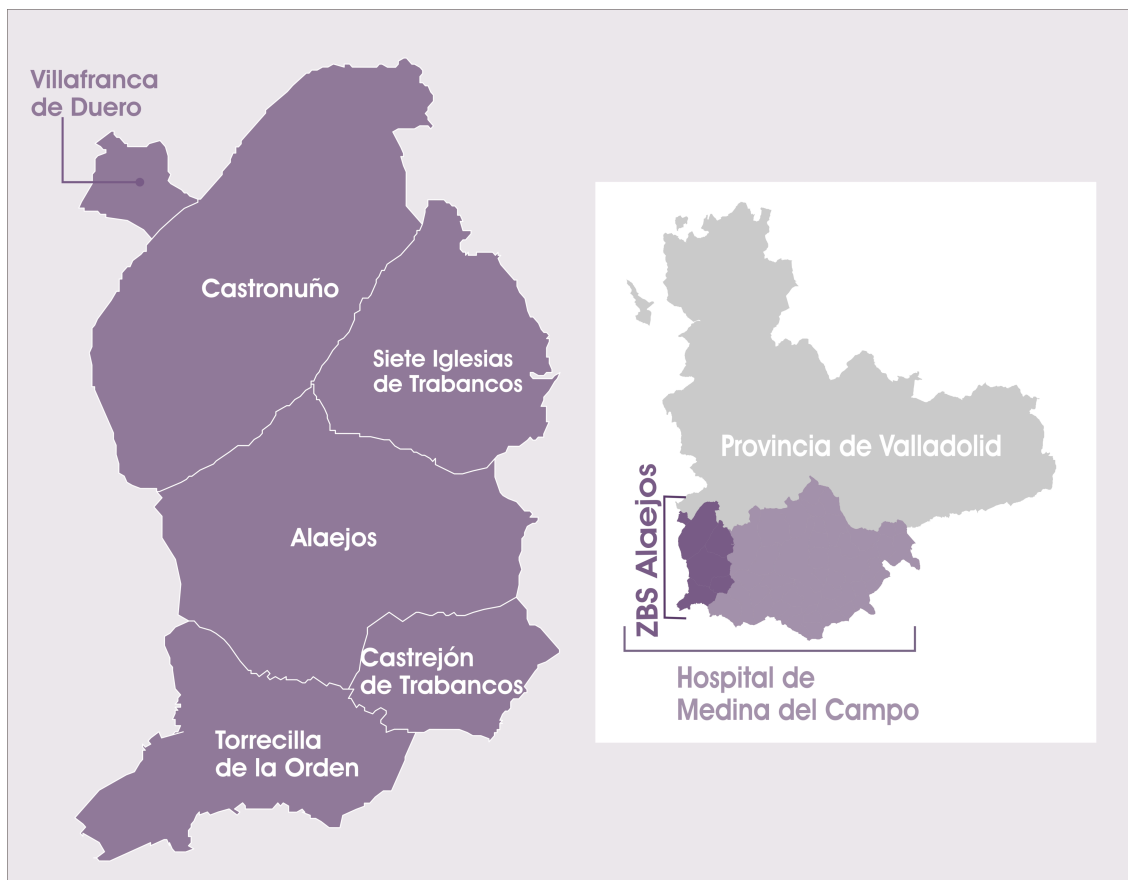 Villafranca
de Duero
Castronuño
Siete Iglesias
de Trabancos
Alaejos
Castrejón
de Trabancos
Torrecilla
de la Orden
Provincia de Valladolid
ZBS Alaejos
Hospital de
Medina del Campo